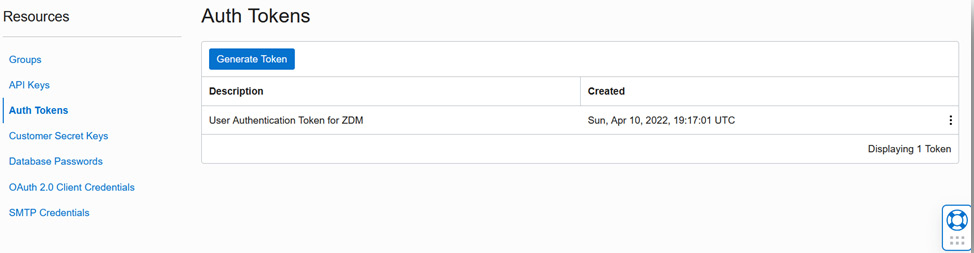 Resources
Groups
API Keys
Auth Tokens
Customer Secret Keys
Database Passwords
OAuth 2.0 Client Credentials
SMTP Credentials
Auth Tokens
Generate Token
Description Created
User Authentication Token for ZDM Sun, Apr 10, 2022, 19:17:01 UTC
Displaying 1 Token